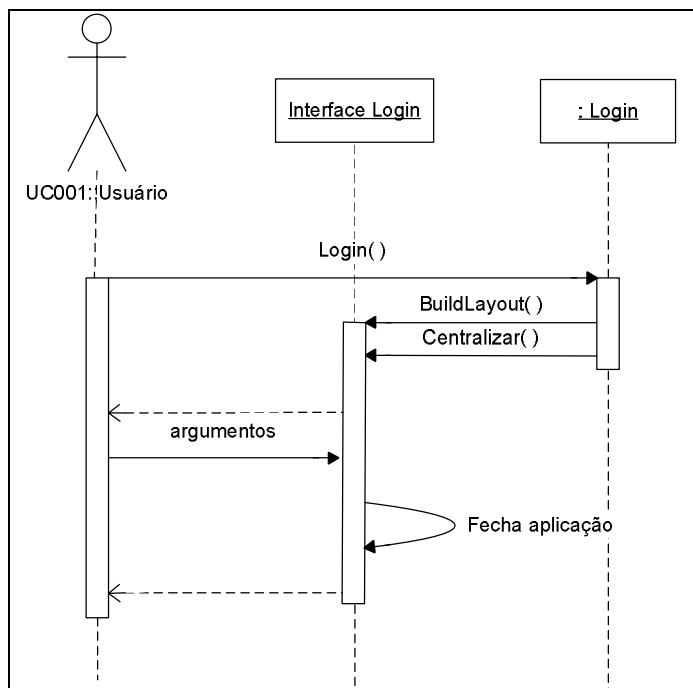 Interface Login
: Login
UC001::Usuário
Login( )
BuildLayout( )
Centralizar( )
argumentos
Fecha aplicação